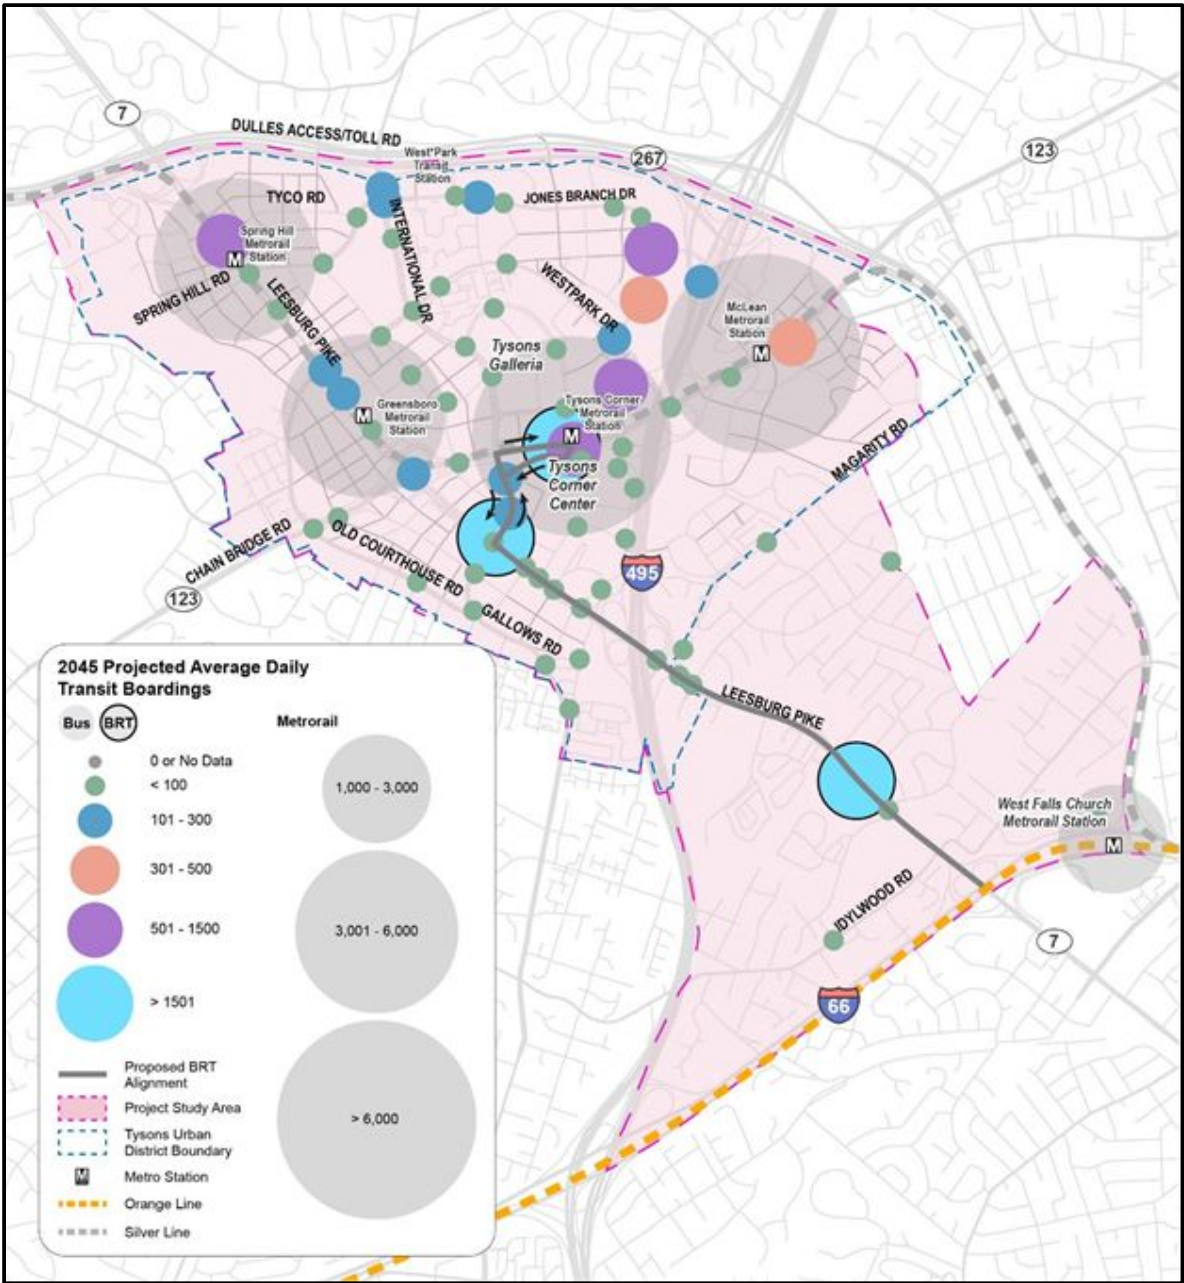 7
DULLES ACCESS/TOLL RD
123
267
West*Park
Transit
Station
TYCO RD
JONES BRANCH DR
INTERNATIONAL DR
Spring Hill
Metrorail
Station
SPRING HILL RD
LEESBURG PIKE
WESTPARK DR
McLean
Metrorail
Station
Tysons
Galleria
Greensboro
Metrorail
Station
Tysons Corner
Metrorail
Station
MAGARITY RD
Tysons
Corner
Center
CHAIN BRIDGE RD
OLD COURTHOUSE RD
495
123
GALLOWS RD
LEESBURG PIKE
West Falls Church
Metrorail Station
IDYLWOOD RD
7
66
2045 Projected Average Daily
Transit Boardings
Bus BRT
Metrorail
0 or No Data
< 100
101 - 300
301 - 500
501 - 1500
> 1501
1,000 - 3,000
3,001 - 6,000
> 6,000
Proposed BRT
Alignment
Project Study Area
Tysons Urban
District Boundary
M Metro Station
Orange Line
Silver Line